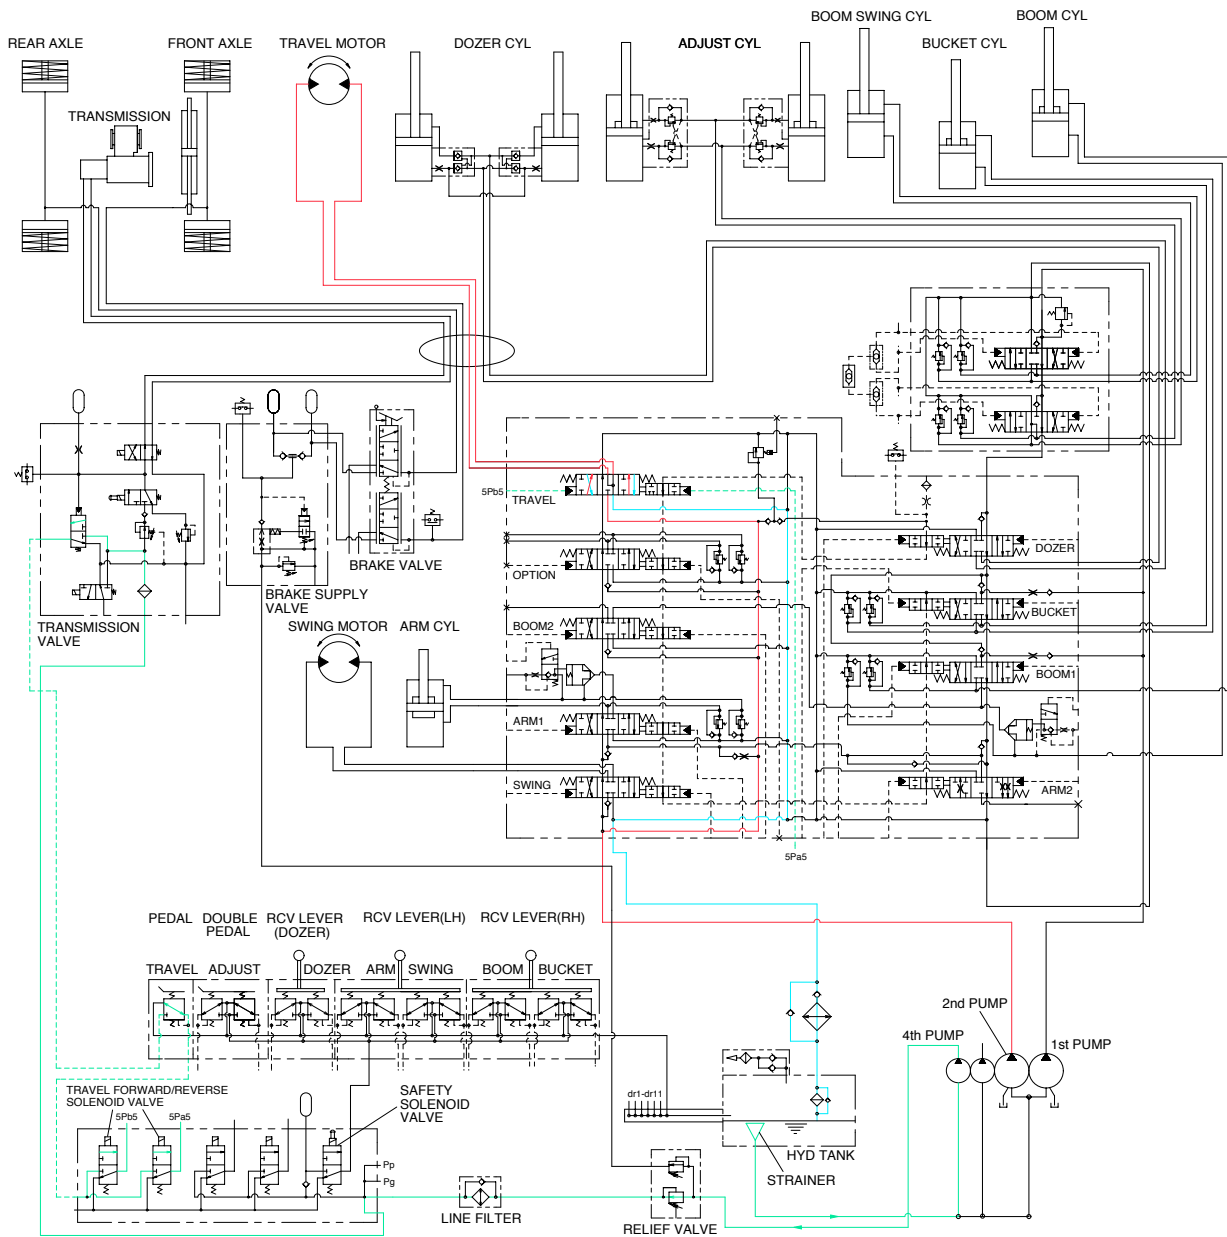 BOOM SWING CYL
BOOM CYL
REAR AXLE
FRONT AXLE
TRAVEL MOTOR
DOZER CYL
ADJUST CYL
BUCKET CYL
TRANSMISSION
5Pb5
TRAVEL
DOZER
BRAKE VALVE
OPTION
BRAKE SUPPLY
VALVE
BUCKET
TRANSMISSION
VALVE
SWING MOTOR
ARM CYL
BOOM2
BOOM1
ARM1
SWING
ARM2
5Pa5
PEDAL
DOUBLE
PEDAL
RCV LEVER
(DOZER)
RCV LEVER(LH)
RCV LEVER(RH)
TRAVEL
ADJUST
DOZER
ARM
SWING
BOOM
BUCKET
2nd PUMP
4th PUMP
1st PUMP
TRAVEL FORWARD/REVERSE
SOLENOID VALVE
SAFETY
SOLENOID
VALVE
dr1-dr11
5Pb5
5Pa5
HYD TANK
Pp
Pg
STRAINER
LINE FILTER
RELIEF VALVE